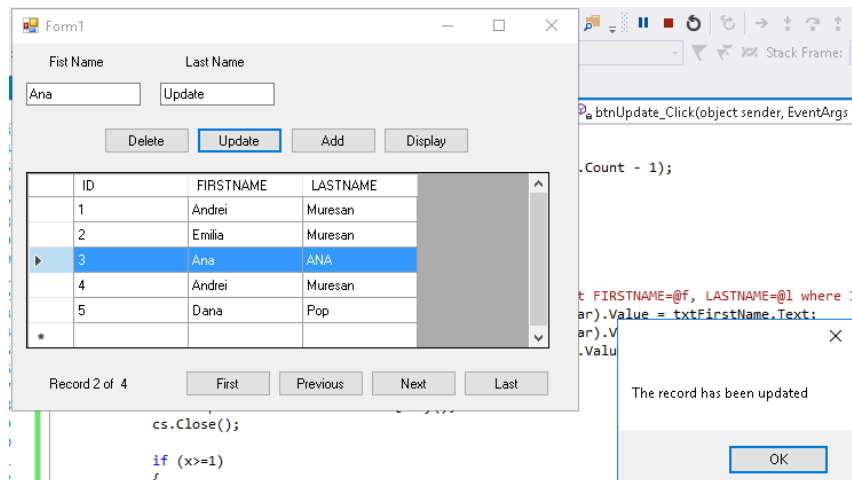 Form1
Fist Name Last Name
Ana Update
Delete Update Add Display
ID FIRSTNAME LASTNAME
1 Andrei Muresan
2 Emilia Muresan
3 Ana ANA
4 Andrei Muresan
5 Dana Pop
*
Record 2 of 4 First Previous Next Last
Stack Frame:
btnUpdate_Click(object sender, EventArgs
.Count - 1);
t FIRSTNAME=@f, LASTNAME=@l where
ar).Value = txtFirstName.Text;
ar).V
.Valu
The record has been updated
OK
cs.Close();
if (x>=1)
{